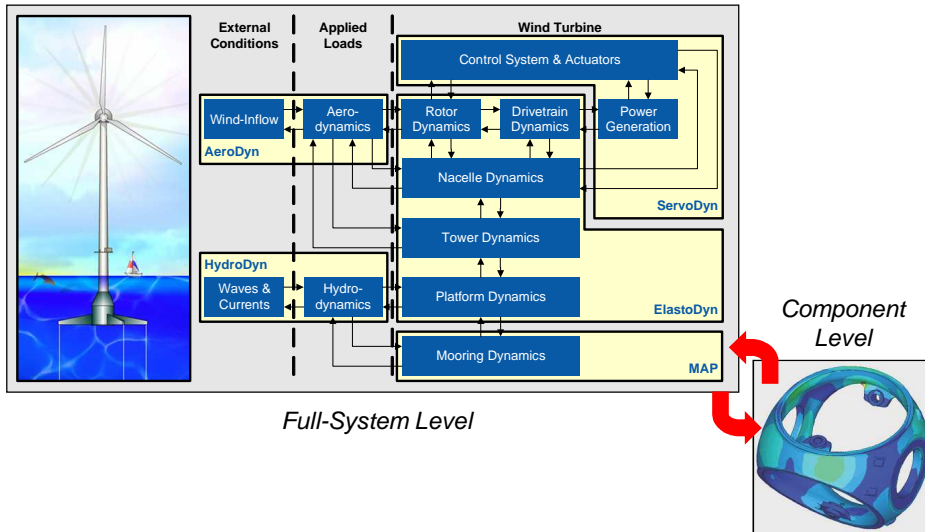 External
Conditions
Applied
Loads
Wind Turbine
Control System & Actuators
Wind-Inflow
Aero-
dynamics
Rotor
Dynamics
Drivetrain
Dynamics
Power
Generation
AeroDyn
Nacelle Dynamics
ServoDyn
Tower Dynamics
HydroDyn
Waves &
Currents
Hydro-
dynamics
Platform Dynamics
ElastoDyn
Mooring Dynamics
MAP
Component
Level
Full-System Level